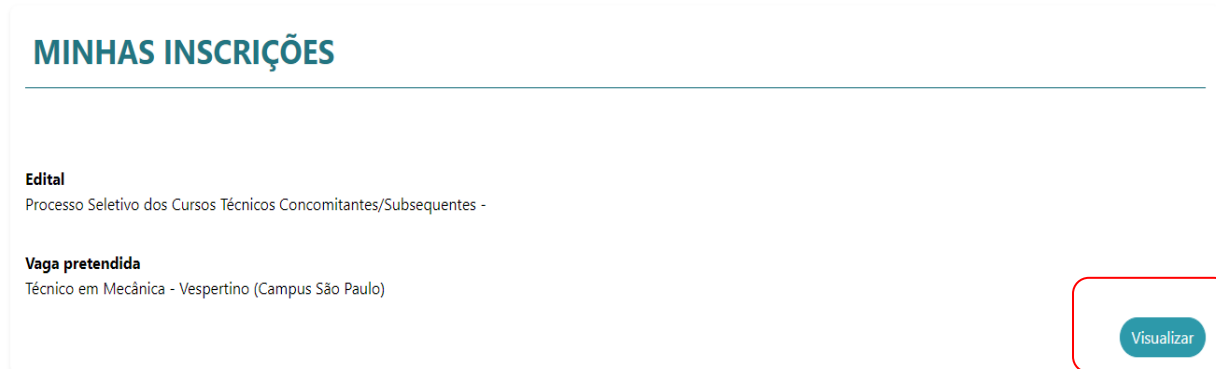 MINHAS INSCRIÇÕES
Edital
Processo Seletivo dos Cursos Técnicos Concomitantes/Subsequentes -
Vaga pretendida
Técnico em Mecânica - Vespertino (Campus São Paulo)
Visualizar